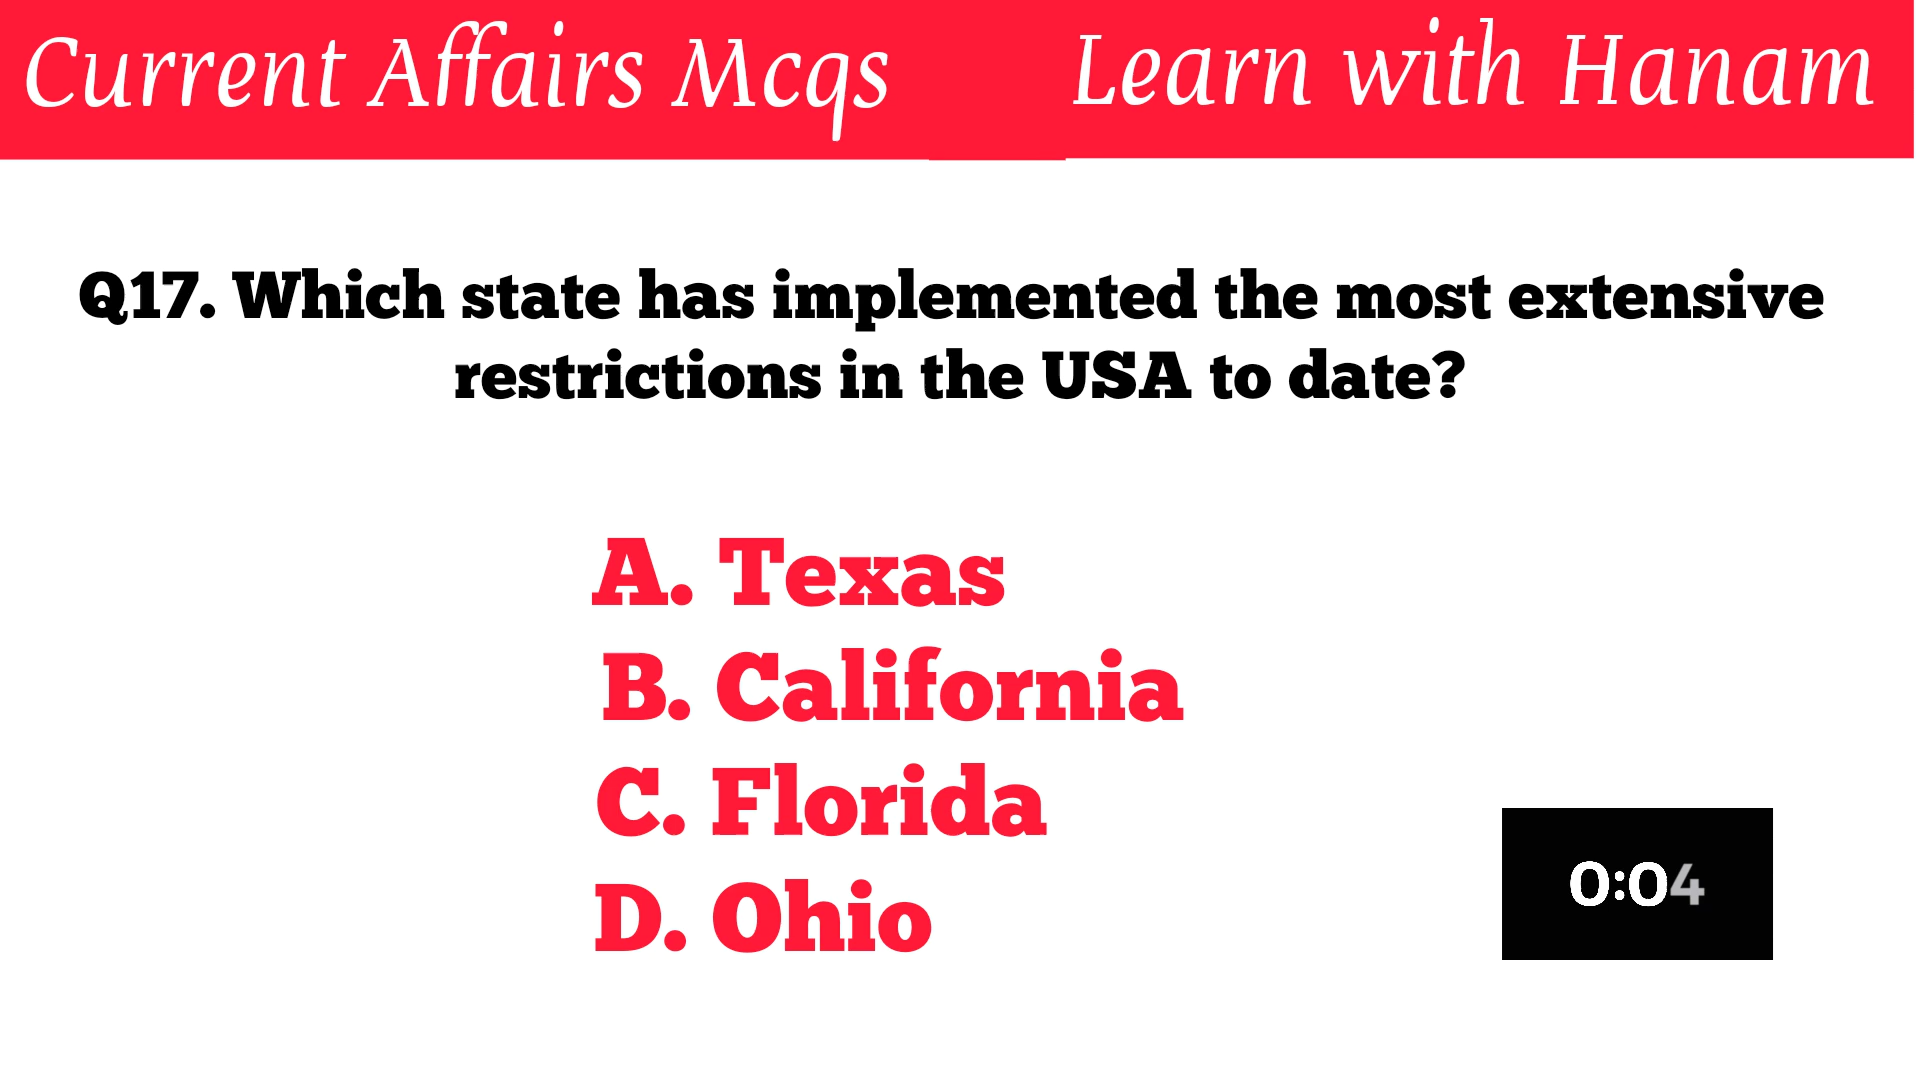 Current Affairs Mcqs
Learn with Hanam
Q17. Which state has implemented the most extensive
restrictions in the USA to date?
A. Texas
B. California
C. Florida
D. Ohio
0:04